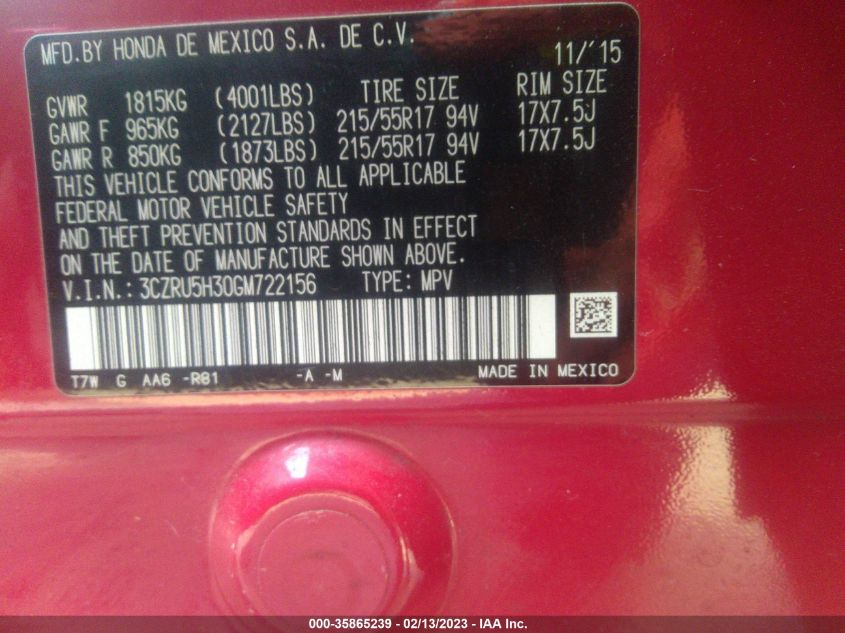 MFD.BY HONDA DE MEXICO S.A. DE C.V. 11/'15
GVWR 1815KG (4001LBS) TIRE SIZE RIM SIZE
GAWR F 965KG (2127LBS) 215/55R17 94V 17X7.5J
GAWR R 850KG (1873LBS) 215/55R17 94V 17X7.5J
THIS VEHICLE CONFORMS TO ALL APPLICABLE
FEDERAL MOTOR VEHICLE SAFETY
AND THEFT PREVENTION STANDARDS IN EFFECT
ON THE DATE OF MANUFACTURE SHOWN ABOVE.
V.I.N.: 3CZRU5H30GM722156 TYPE: MPV
T7W G AA6 -R81 -A -M MADE IN MEXICO
000-35865239 - 02/13/2023 - IAA Inc.